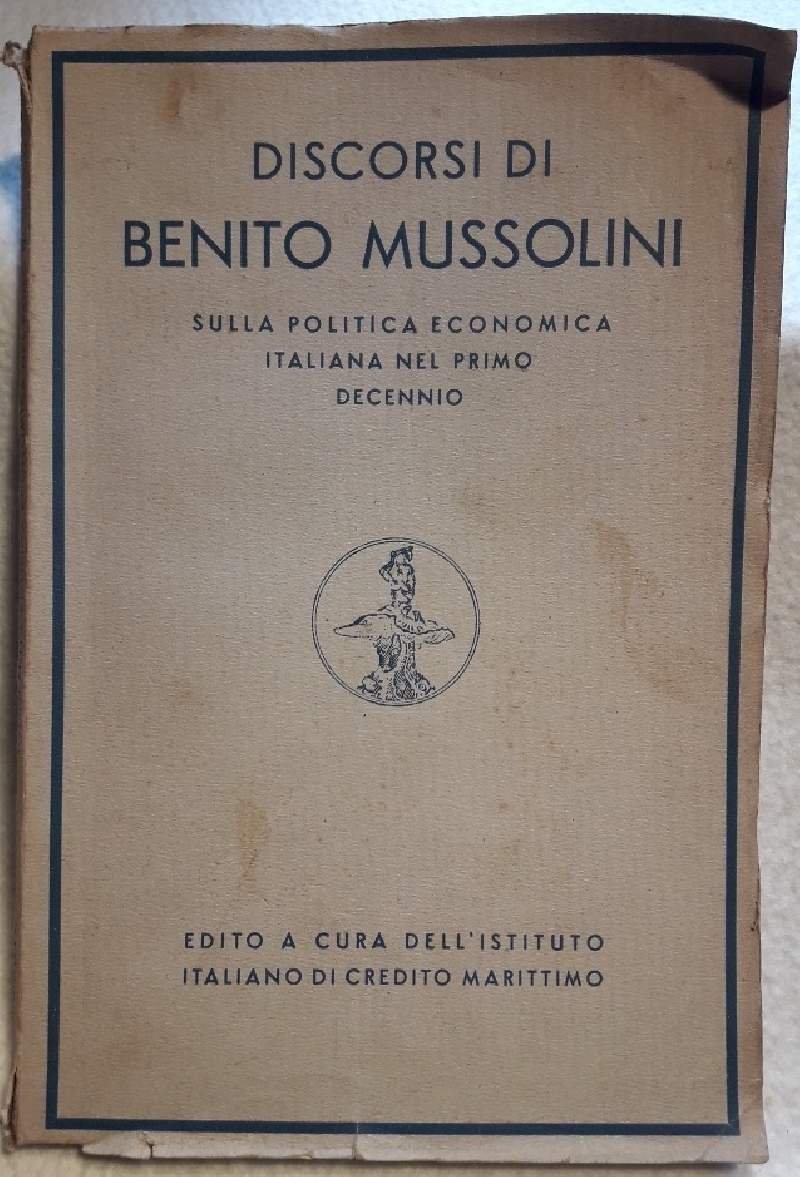 DISCORSI DI
BENITO MUSSOLINI
SULLA POLITICA ECONOMICA
ITALIANA NEL PRIMO
DECENNIO
EDITO A CURA DELL'ISTITUTO
ITALIANO DI CREDITO MARITTIMO